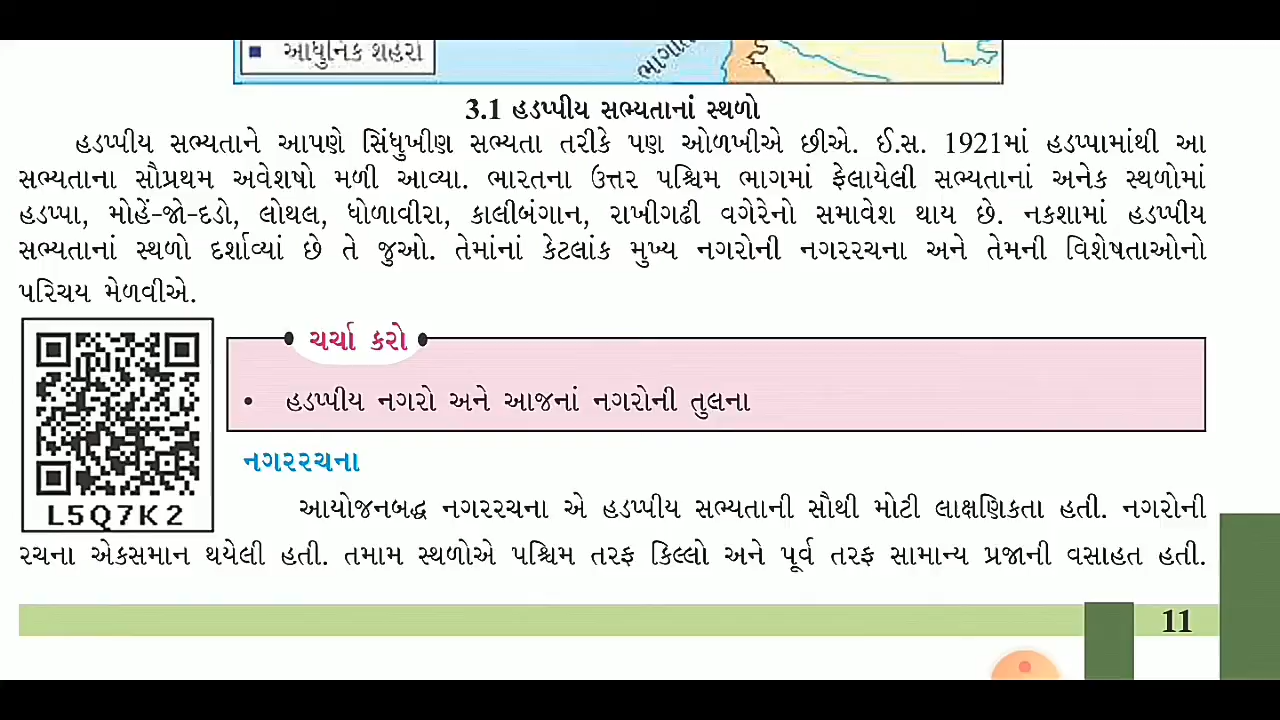 આધુનિક શહેરો
3.1 હડપ્પીય સભ્યતાનાં સ્થળો
હડપ્પીય સભ્યતાને આપણે સિંધુખીણ સભ્યતા તરીકે પણ ઓળખીએ છીએ. ઈ.સ. 1921માં હડપ્પામાંથી આ
સભ્યતાના સૌપ્રથમ અવેશષો મળી આવ્યા. ભારતના ઉત્તર પશ્ચિમ ભાગમાં ફેલાયેલી સભ્યતાનાં અનેક સ્થળોમાં
હડપ્પા, મોહેં-જો-દડો, લોથલ, ધોળાવીરા, કાલીબંગાન, રાખીગઢી વગેરેનો સમાવેશ થાય છે. નકશામાં હડપ્પીય
સભ્યતાનાં સ્થળો દર્શાવ્યાં છે તે જુઓ. તેમાંનાં કેટલાંક મુખ્ય નગરોની નગરરચના અને તેમની વિશેષતાઓનો
પરિચય મેળવીએ.
ચર્ચા કરો
• હડપ્પીય નગરો અને આજનાં નગરોની તુલના
L5Q7K2
નગરરચના
આયોજનબદ્ધ નગરરચના એ હડપ્પીય સભ્યતાની સૌથી મોટી લાક્ષણિકતા હતી. નગરોની
રચના એકસમાન થયેલી હતી. તમામ સ્થળોએ પશ્ચિમ તરફ કિલ્લો અને પૂર્વ તરફ સામાન્ય પ્રજાની વસાહત હતી.
11